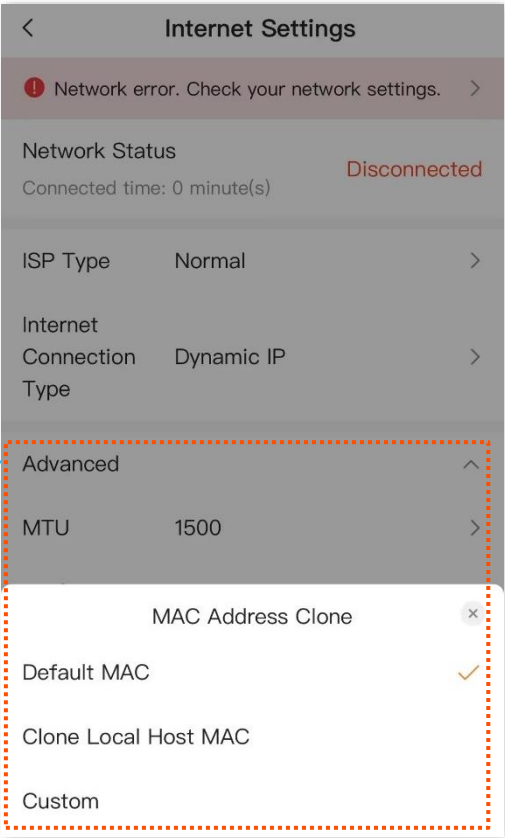 Internet Settings
Network error. Check your network settings.
Network Status
Disconnected
Connected time: 0 minute(s)
ISP Type Normal
Internet
Connection Dynamic IP
Type
Advanced
MTU 1500
MAC Address Clone
Default MAC
Clone Local Host MAC
Custom